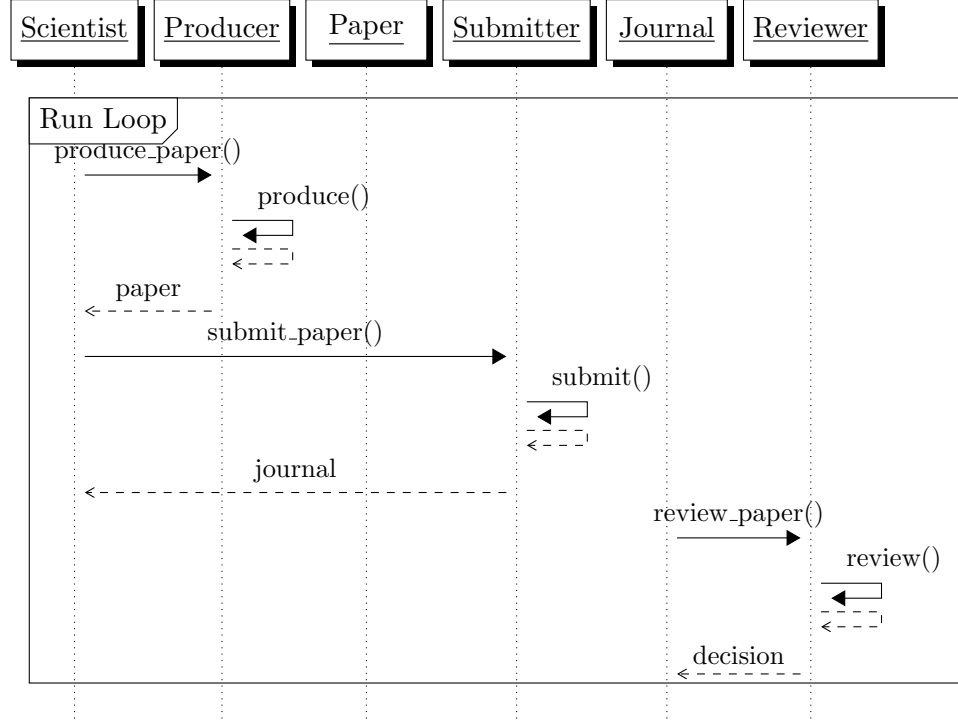 Scientist
Producer
Paper
Submitter
Journal
Reviewer
Run Loop
produce_paper()
produce()
paper
submit_paper()
submit()
journal
review_paper()
review()
decision